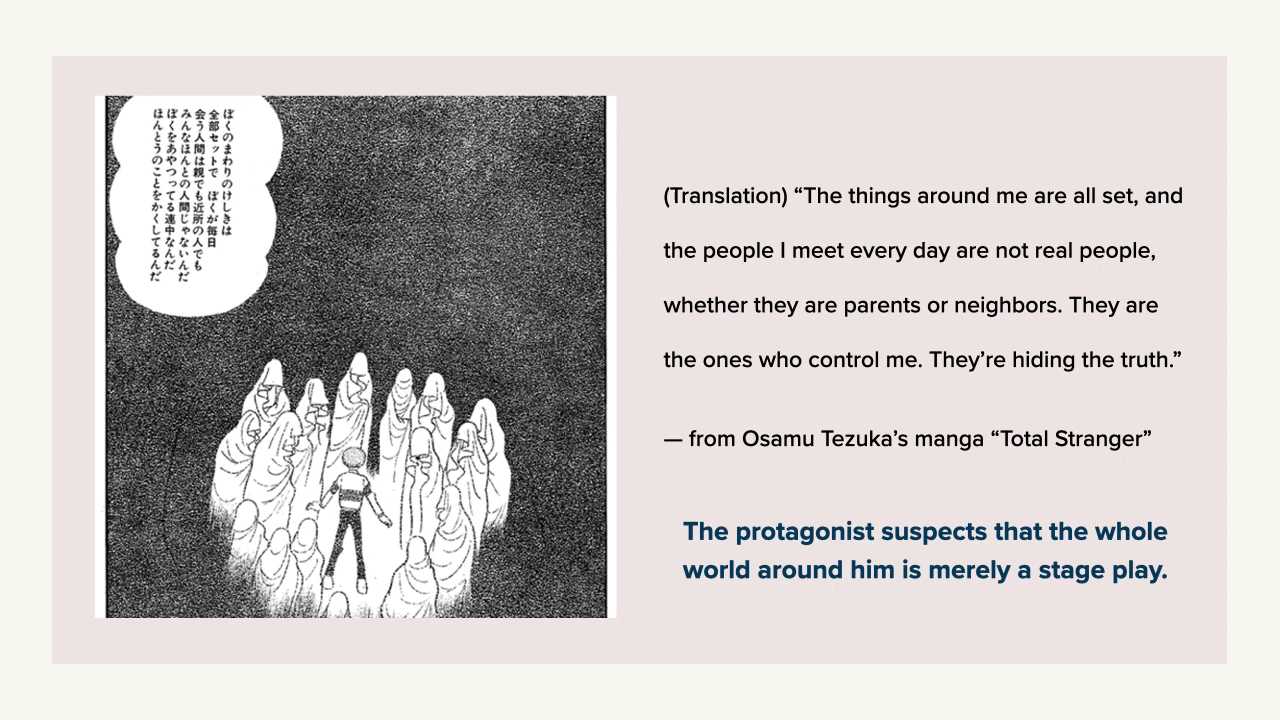 ぼくのまわりのけしきは
全部セットで ぼくが毎日
会う人間は親でも近所の人でも
みんなほんとの人間じゃないんだ
ぼくをあやつってる連中なんだ
ほんとうのことをかくしてるんだ
(Translation) “The things around me are all set, and
the people I meet every day are not real people,
whether they are parents or neighbors. They are
the ones who control me. They’re hiding the truth.”
— from Osamu Tezuka’s manga “Total Stranger”
The protagonist suspects that the whole
world around him is merely a stage play.